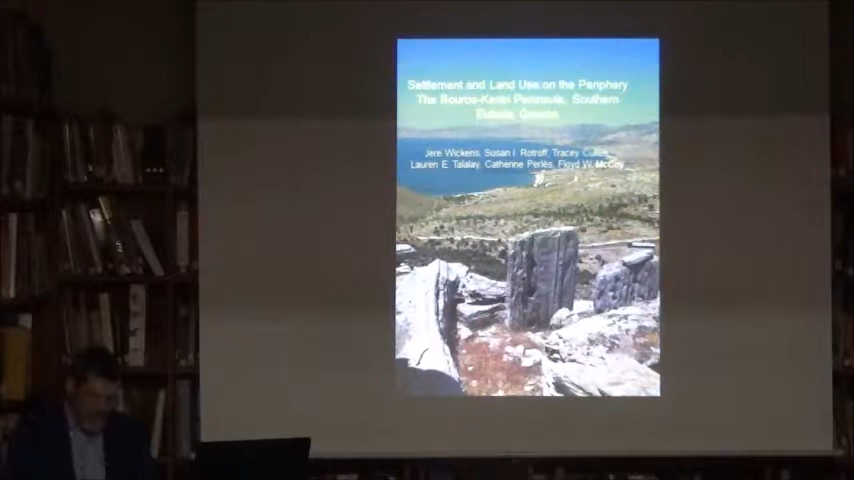 Settlement and Land Use on the Periphery
The Bouros-Kastri Peninsula, Southern
Euboia, Greece
Jere Wickens, Susan I. Rotroff, Tracey Cullen,
Lauren E. Talalay, Catherine Perlès, Floyd W. McCoy